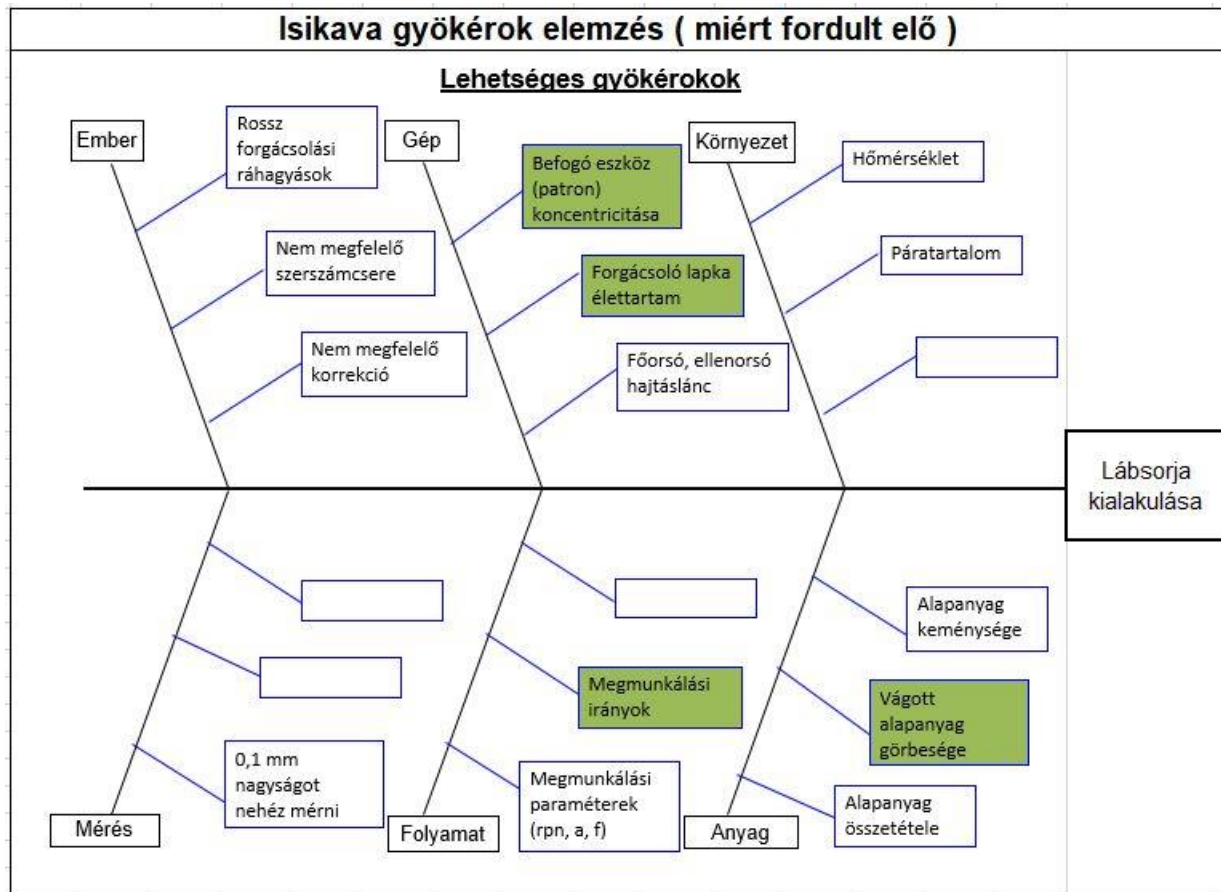 Isikava gyökérok elemzés ( miért fordult elő )
Lehetséges gyökérokok
Ember
Rossz
forgácsolási
ráhagyások
Nem megfelelő
szerszámcsere
Nem megfelelő
korrekció
Gép
Befogó eszköz
(patron)
koncentricitása
Forgácsoló lapka
élettartam
Főorsó, ellenorsó
hajtáslánc
Környezet
Hőmérséklet
Páratartalom
Lábsorja
kialakulása
Mérés
0,1 mm
nagyságot
nehéz mérni
Folyamat
Megmunkálási
irányok
Megmunkálási
paraméterek
(rpn, a, f)
Anyag
Alapanyag
keménysége
Vágott
alapanyag
görbesége
Alapanyag
összetétele